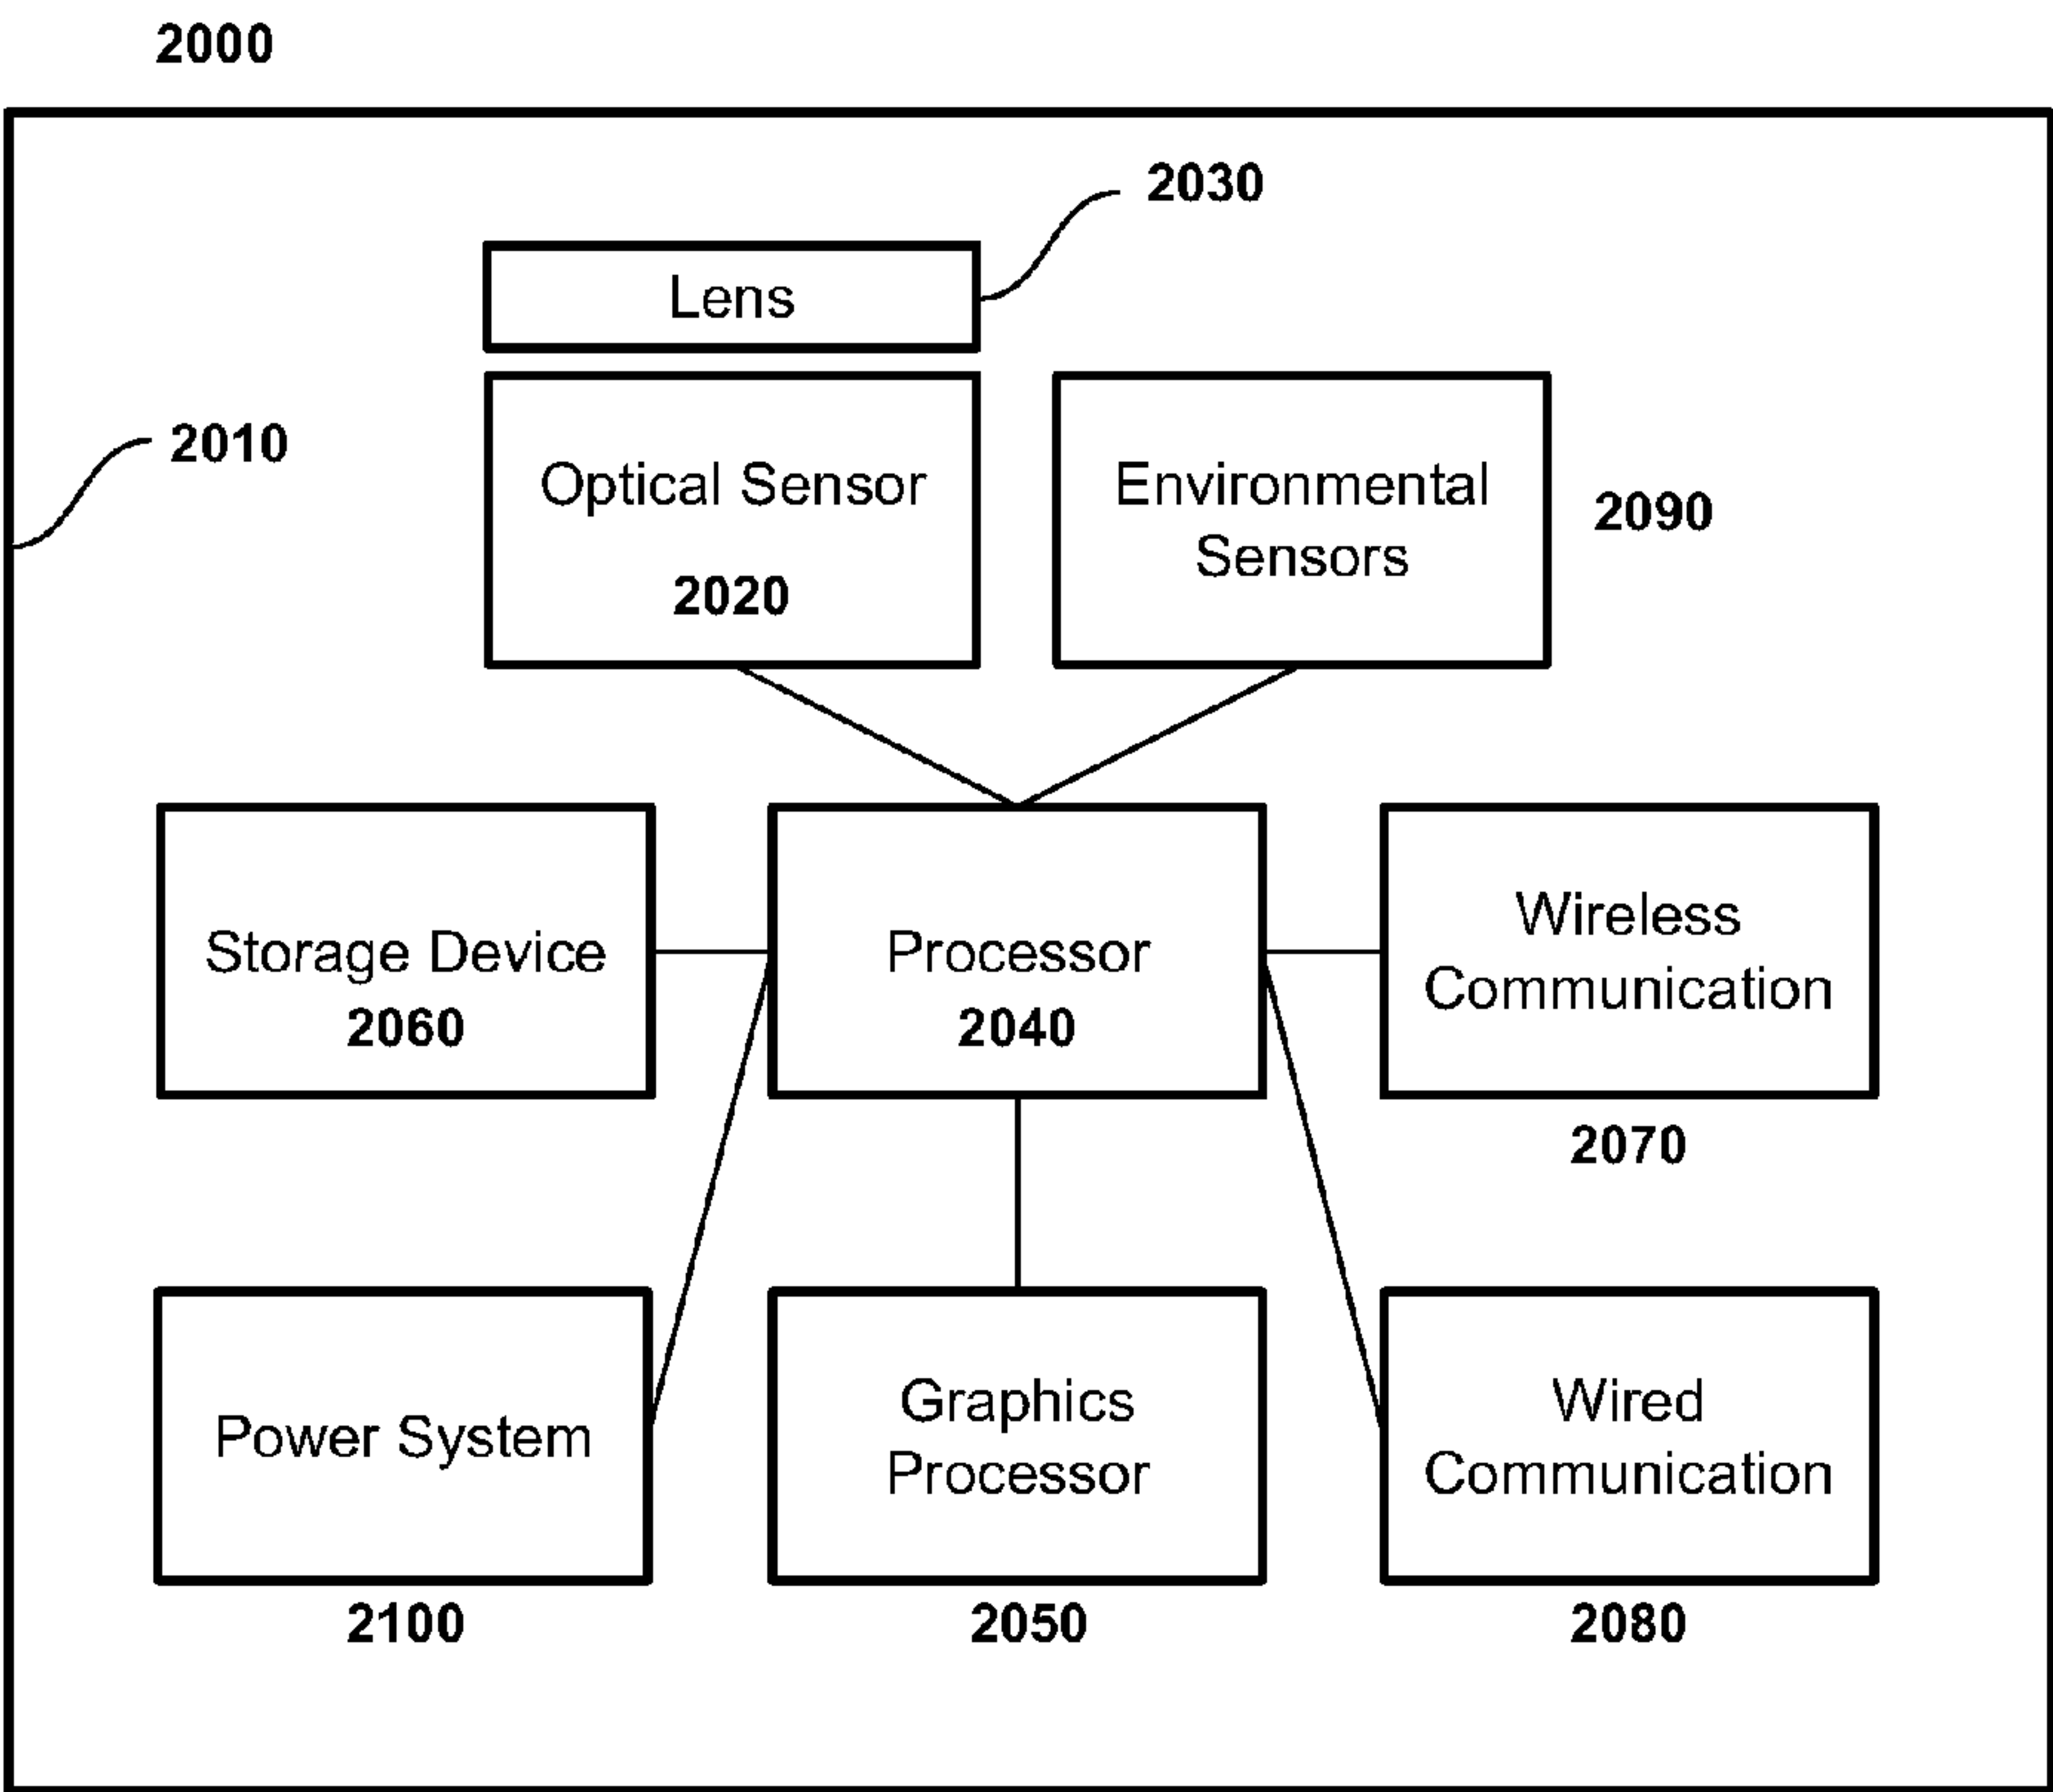 2000
2030
Lens
2010
Optical Sensor
2020
Environmental
Sensors
2090
Storage Device
2060
Processor
2040
Wireless
Communication
2070
Power System
2100
Graphics
Processor
2050
Wired
Communication
2080